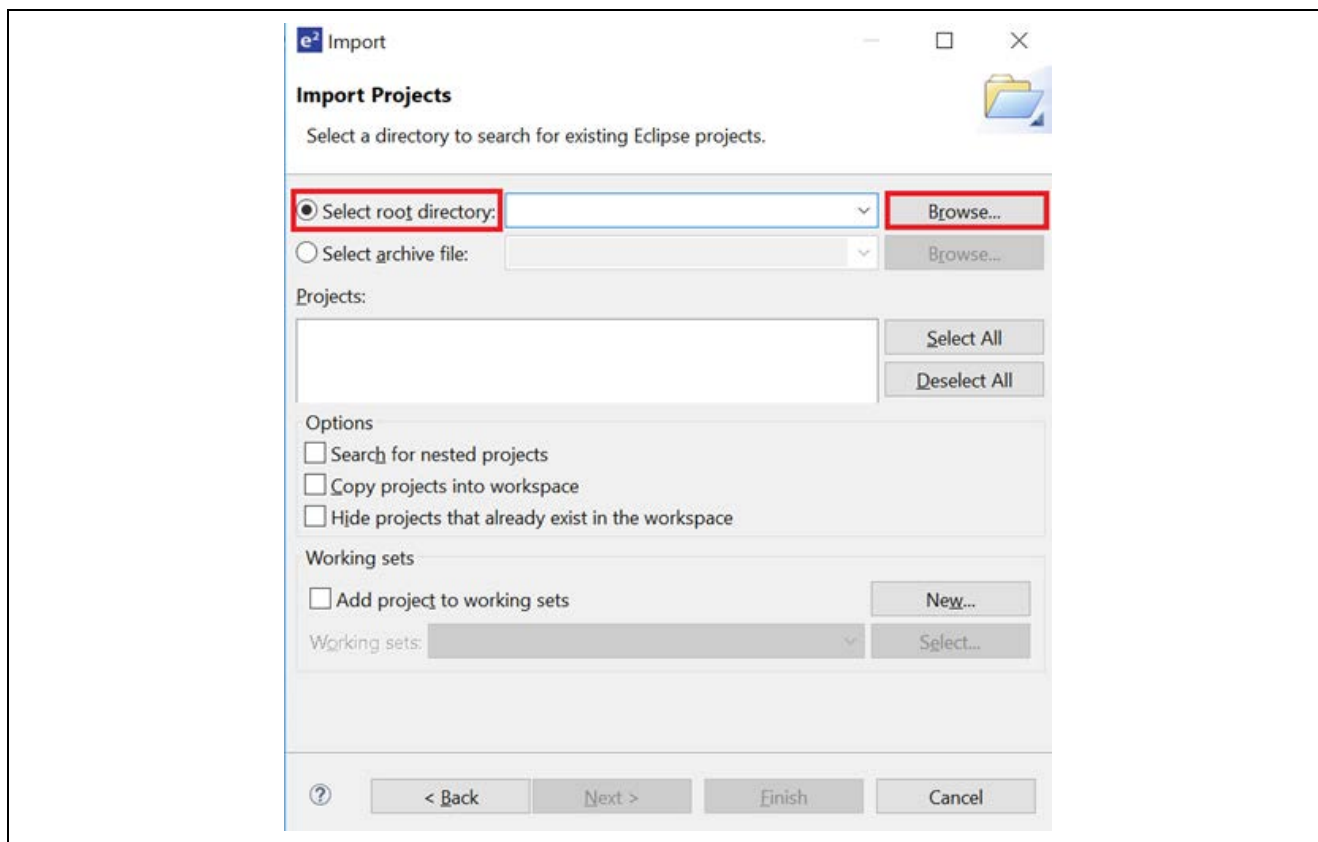 e² Import
Import Projects
Select a directory to search for existing Eclipse projects.
Select root directory: Browse...
Select archive file: Browse...
Projects:
Select All
Deselect All
Options
Search for nested projects
Copy projects into workspace
Hide projects that already exist in the workspace
Working sets
Add project to working sets New...
Working sets: Select...
? < Back Next > Finish Cancel